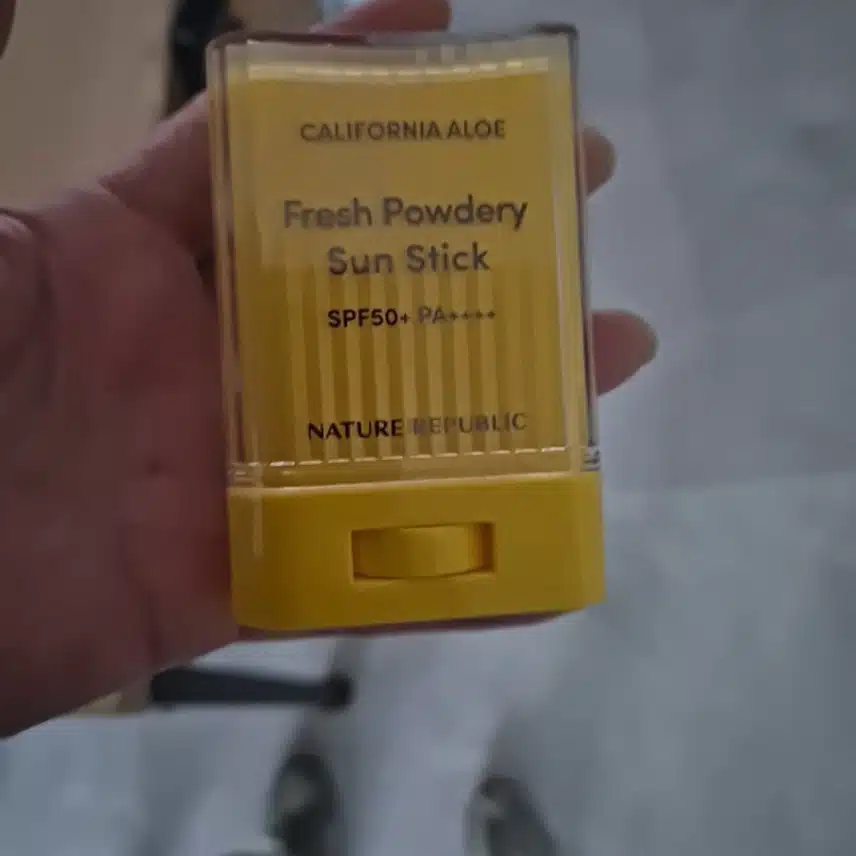 CALIFORNIA ALOE
Fresh Powdery
Sun Stick
SPF50+ PA++++
NATURE REPUBLIC